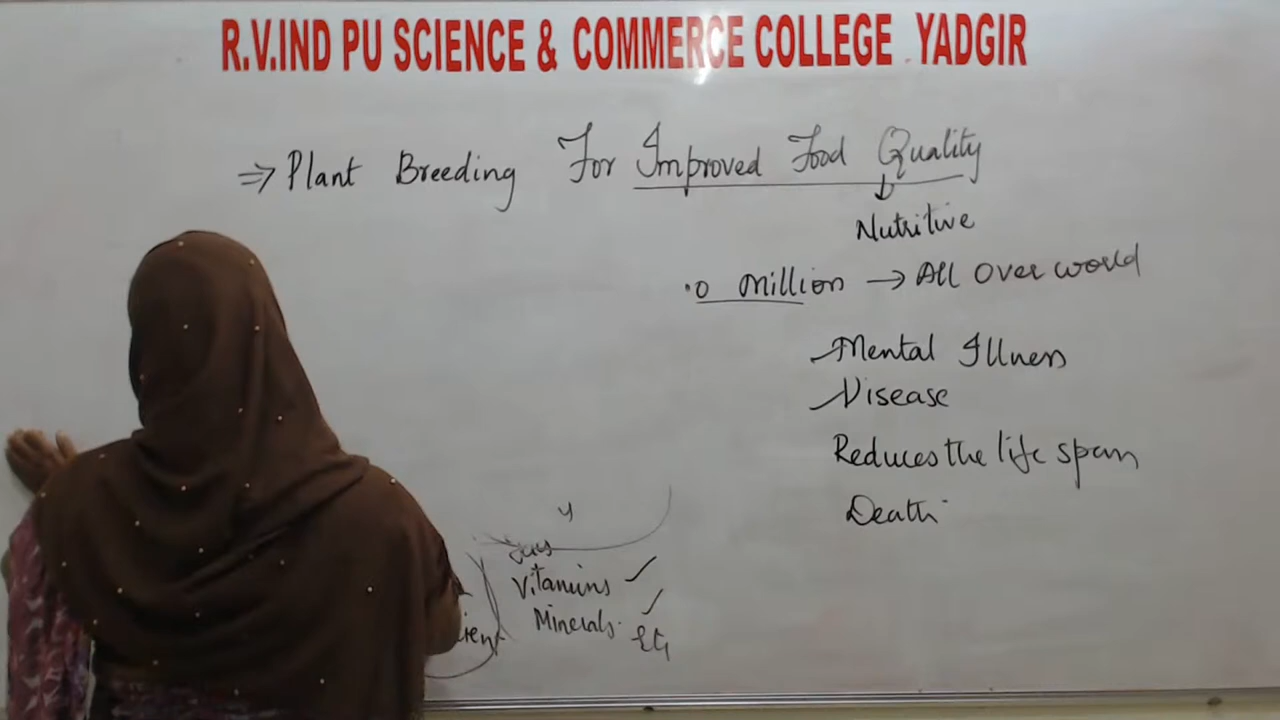 R.V.IND PU SCIENCE & COMMERCE COLLEGE YADGIR
⇒ Plant Breeding For Improved Food Quality
↓
Nutritive
0 Million → All Over world
Mental Illness
Disease
Reduces the life span
Death
Vitamins ✓
Minerals. ✓